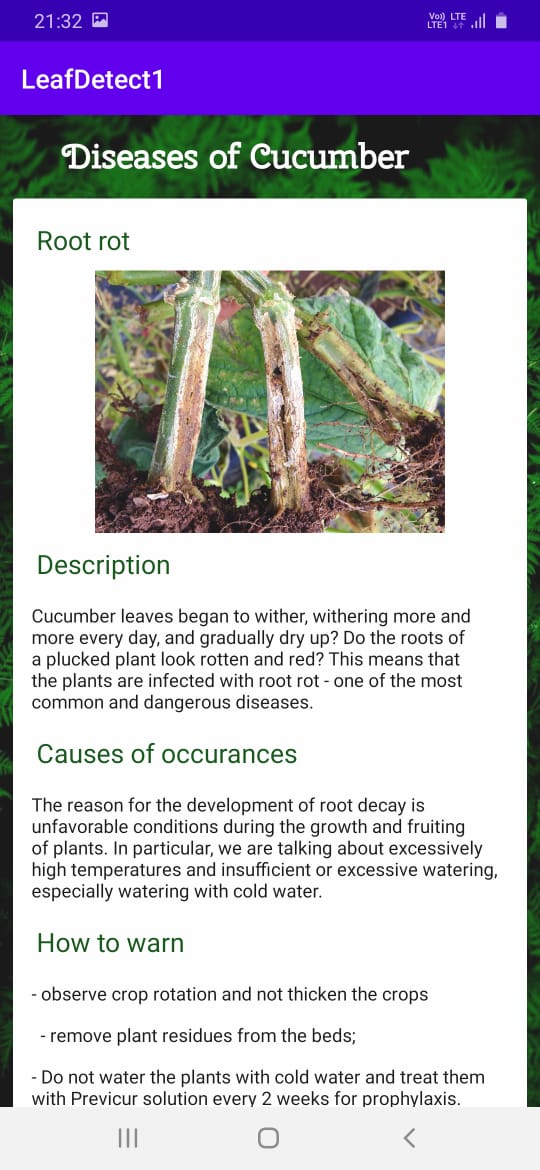 21:32
Vo)) LTE
LTE1
LeafDetect1
Diseases of Cucumber
Root rot
Description
Cucumber leaves began to wither, withering more and
more every day, and gradually dry up? Do the roots of
a plucked plant look rotten and red? This means that
the plants are infected with root rot - one of the most
common and dangerous diseases.
Causes of occurances
The reason for the development of root decay is
unfavorable conditions during the growth and fruiting
of plants. In particular, we are talking about excessively
high temperatures and insufficient or excessive watering,
especially watering with cold water.
How to warn
- observe crop rotation and not thicken the crops
- remove plant residues from the beds;
- Do not water the plants with cold water and treat them
with Previcur solution every 2 weeks for prophylaxis.